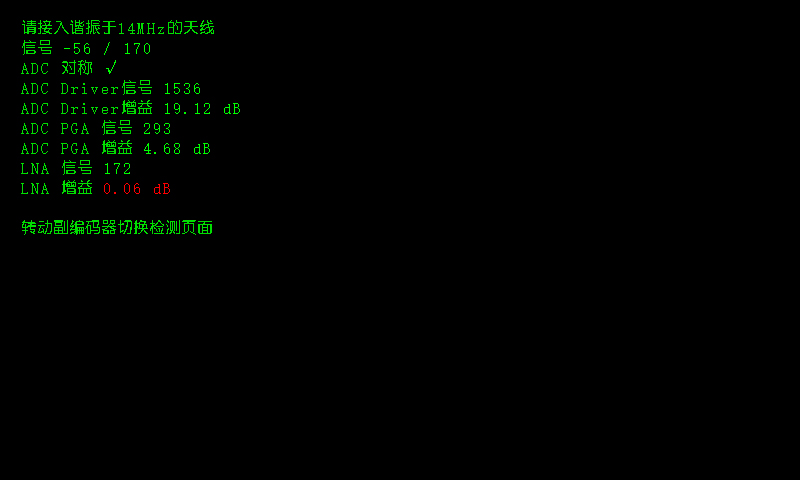 请接入谐振于14MHz的天线
信号 -56 / 170
ADC 对称 √
ADC Driver信号 1536
ADC Driver增益 19.12 dB
ADC PGA 信号 293
ADC PGA 增益 4.68 dB
LNA 信号 172
LNA 增益 0.06 dB
转动副编码器切换检测页面